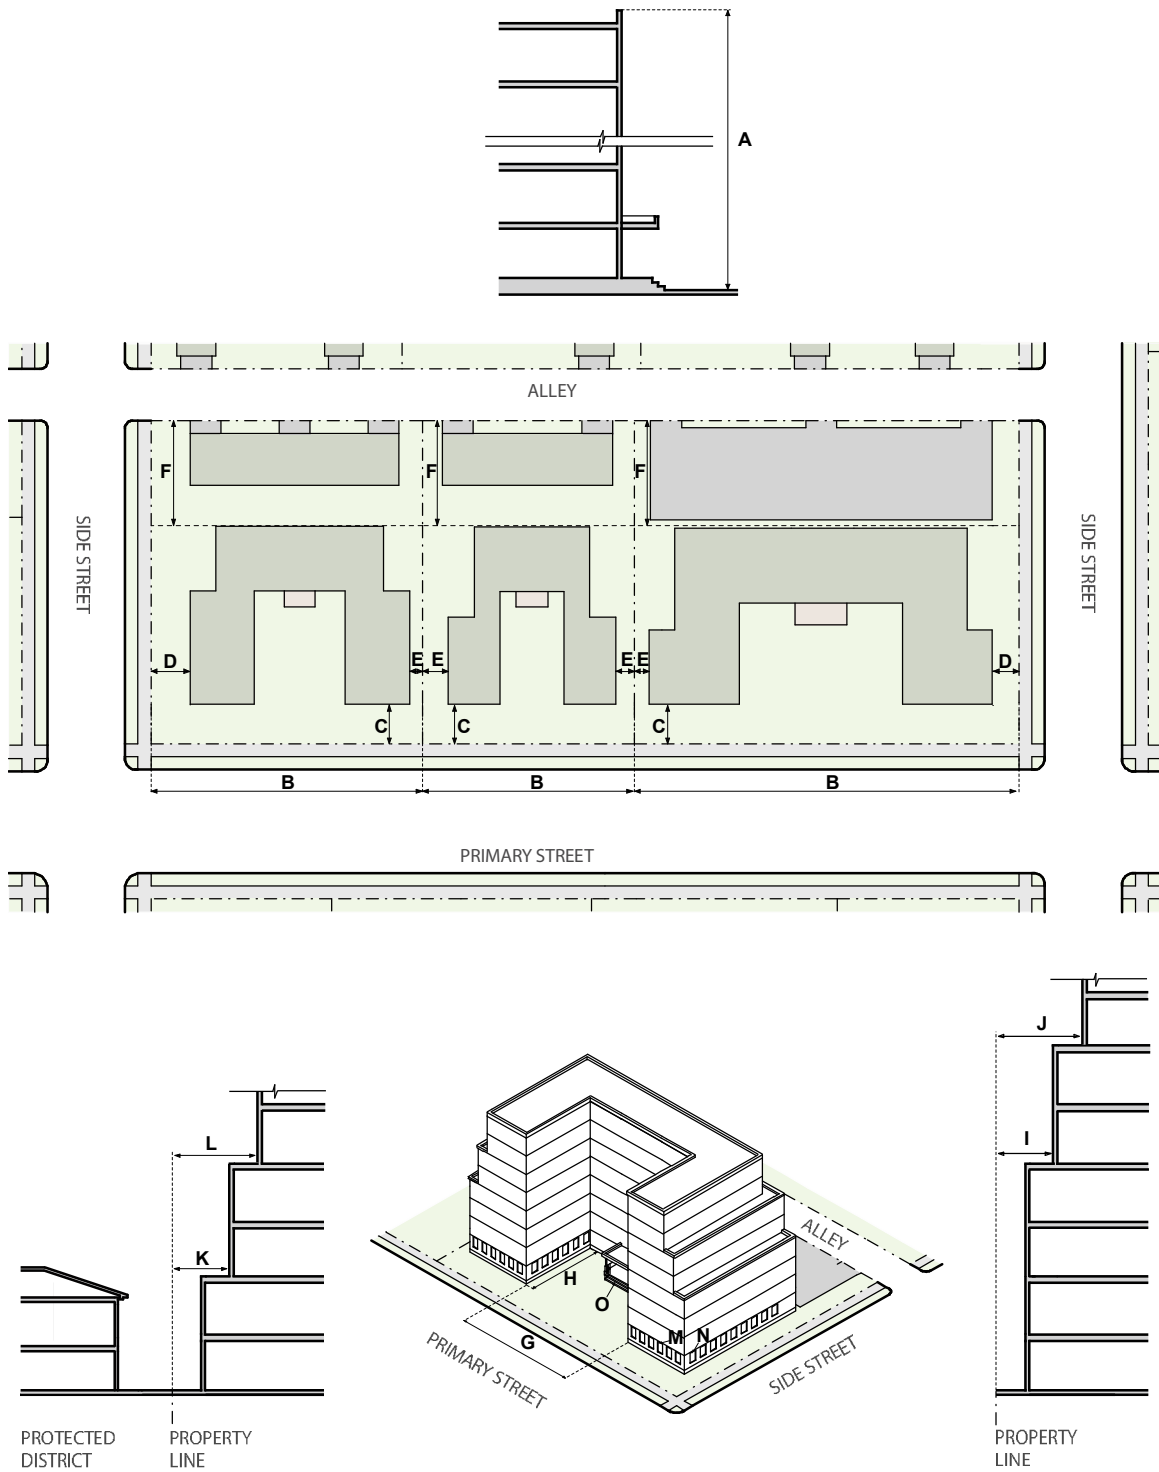 A
ALLEY
F
F
F
SIDE STREET
SIDE STREET
D
E
E
E
E
D
C
C
C
B
B
B
PRIMARY STREET
J
L
I
K
H
O
G
M
N
ALLEY
PRIMARY STREET
SIDE STREET
PROTECTED
DISTRICT
PROPERTY
LINE
PROPERTY
LINE